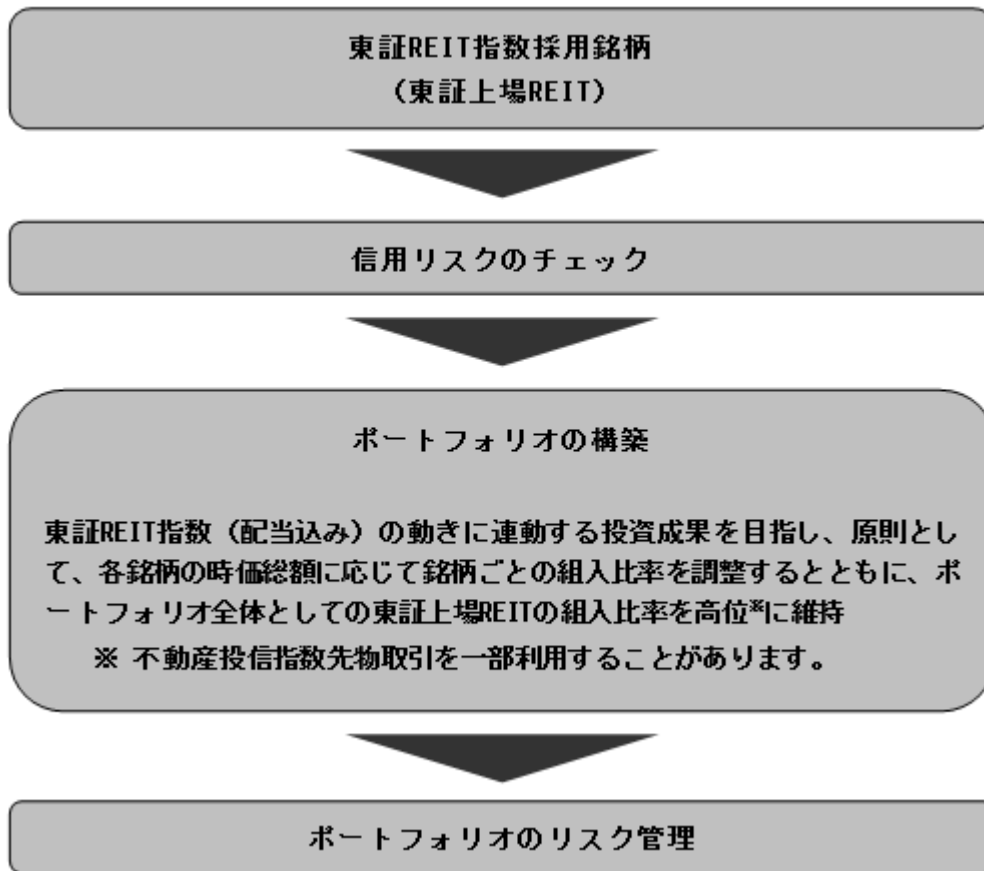 東証REIT指数採用銘柄
（東証上場REIT）
信用リスクのチェック
ポートフォリオの構築
東証REIT指数（配当込み）の動きに連動する投資成果を目指し、原則とし
て、各銘柄の時価総額に応じて銘柄ごとの組入比率を調整するとともに、ポ
ートフォリオ全体としての東証上場REITの組入比率を高位※に維持
※ 不動産投信指数先物取引を一部利用することがあります。
ポートフォリオのリスク管理